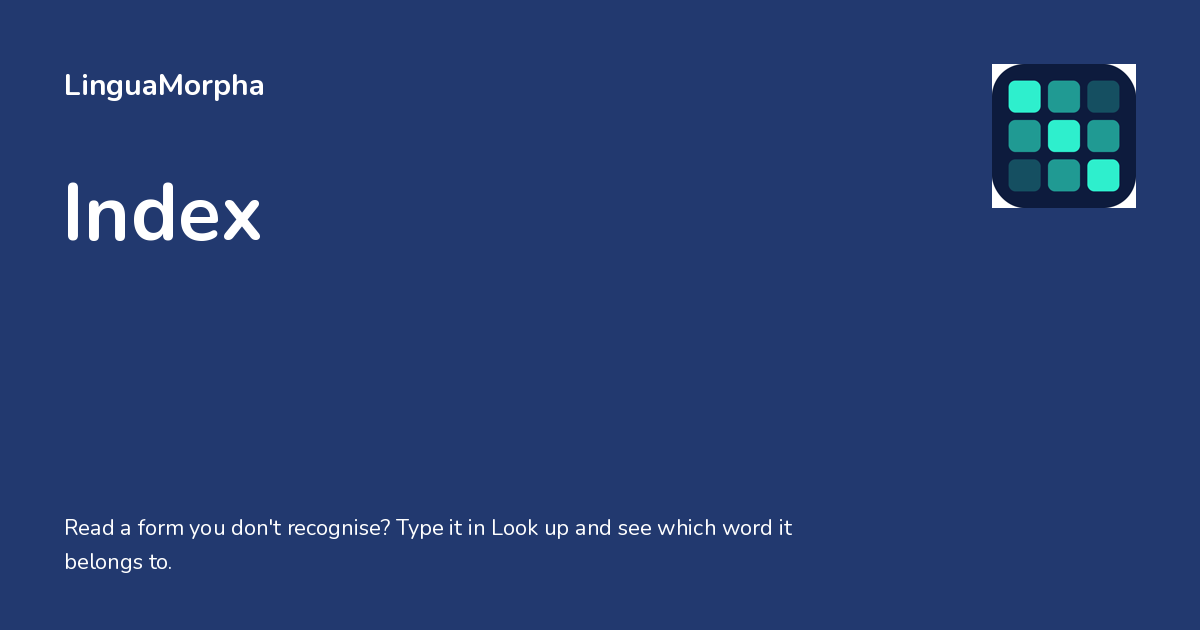 LinguaMorpha
Index
Read a form you don't recognise? Type it in Look up and see which word it
belongs to.